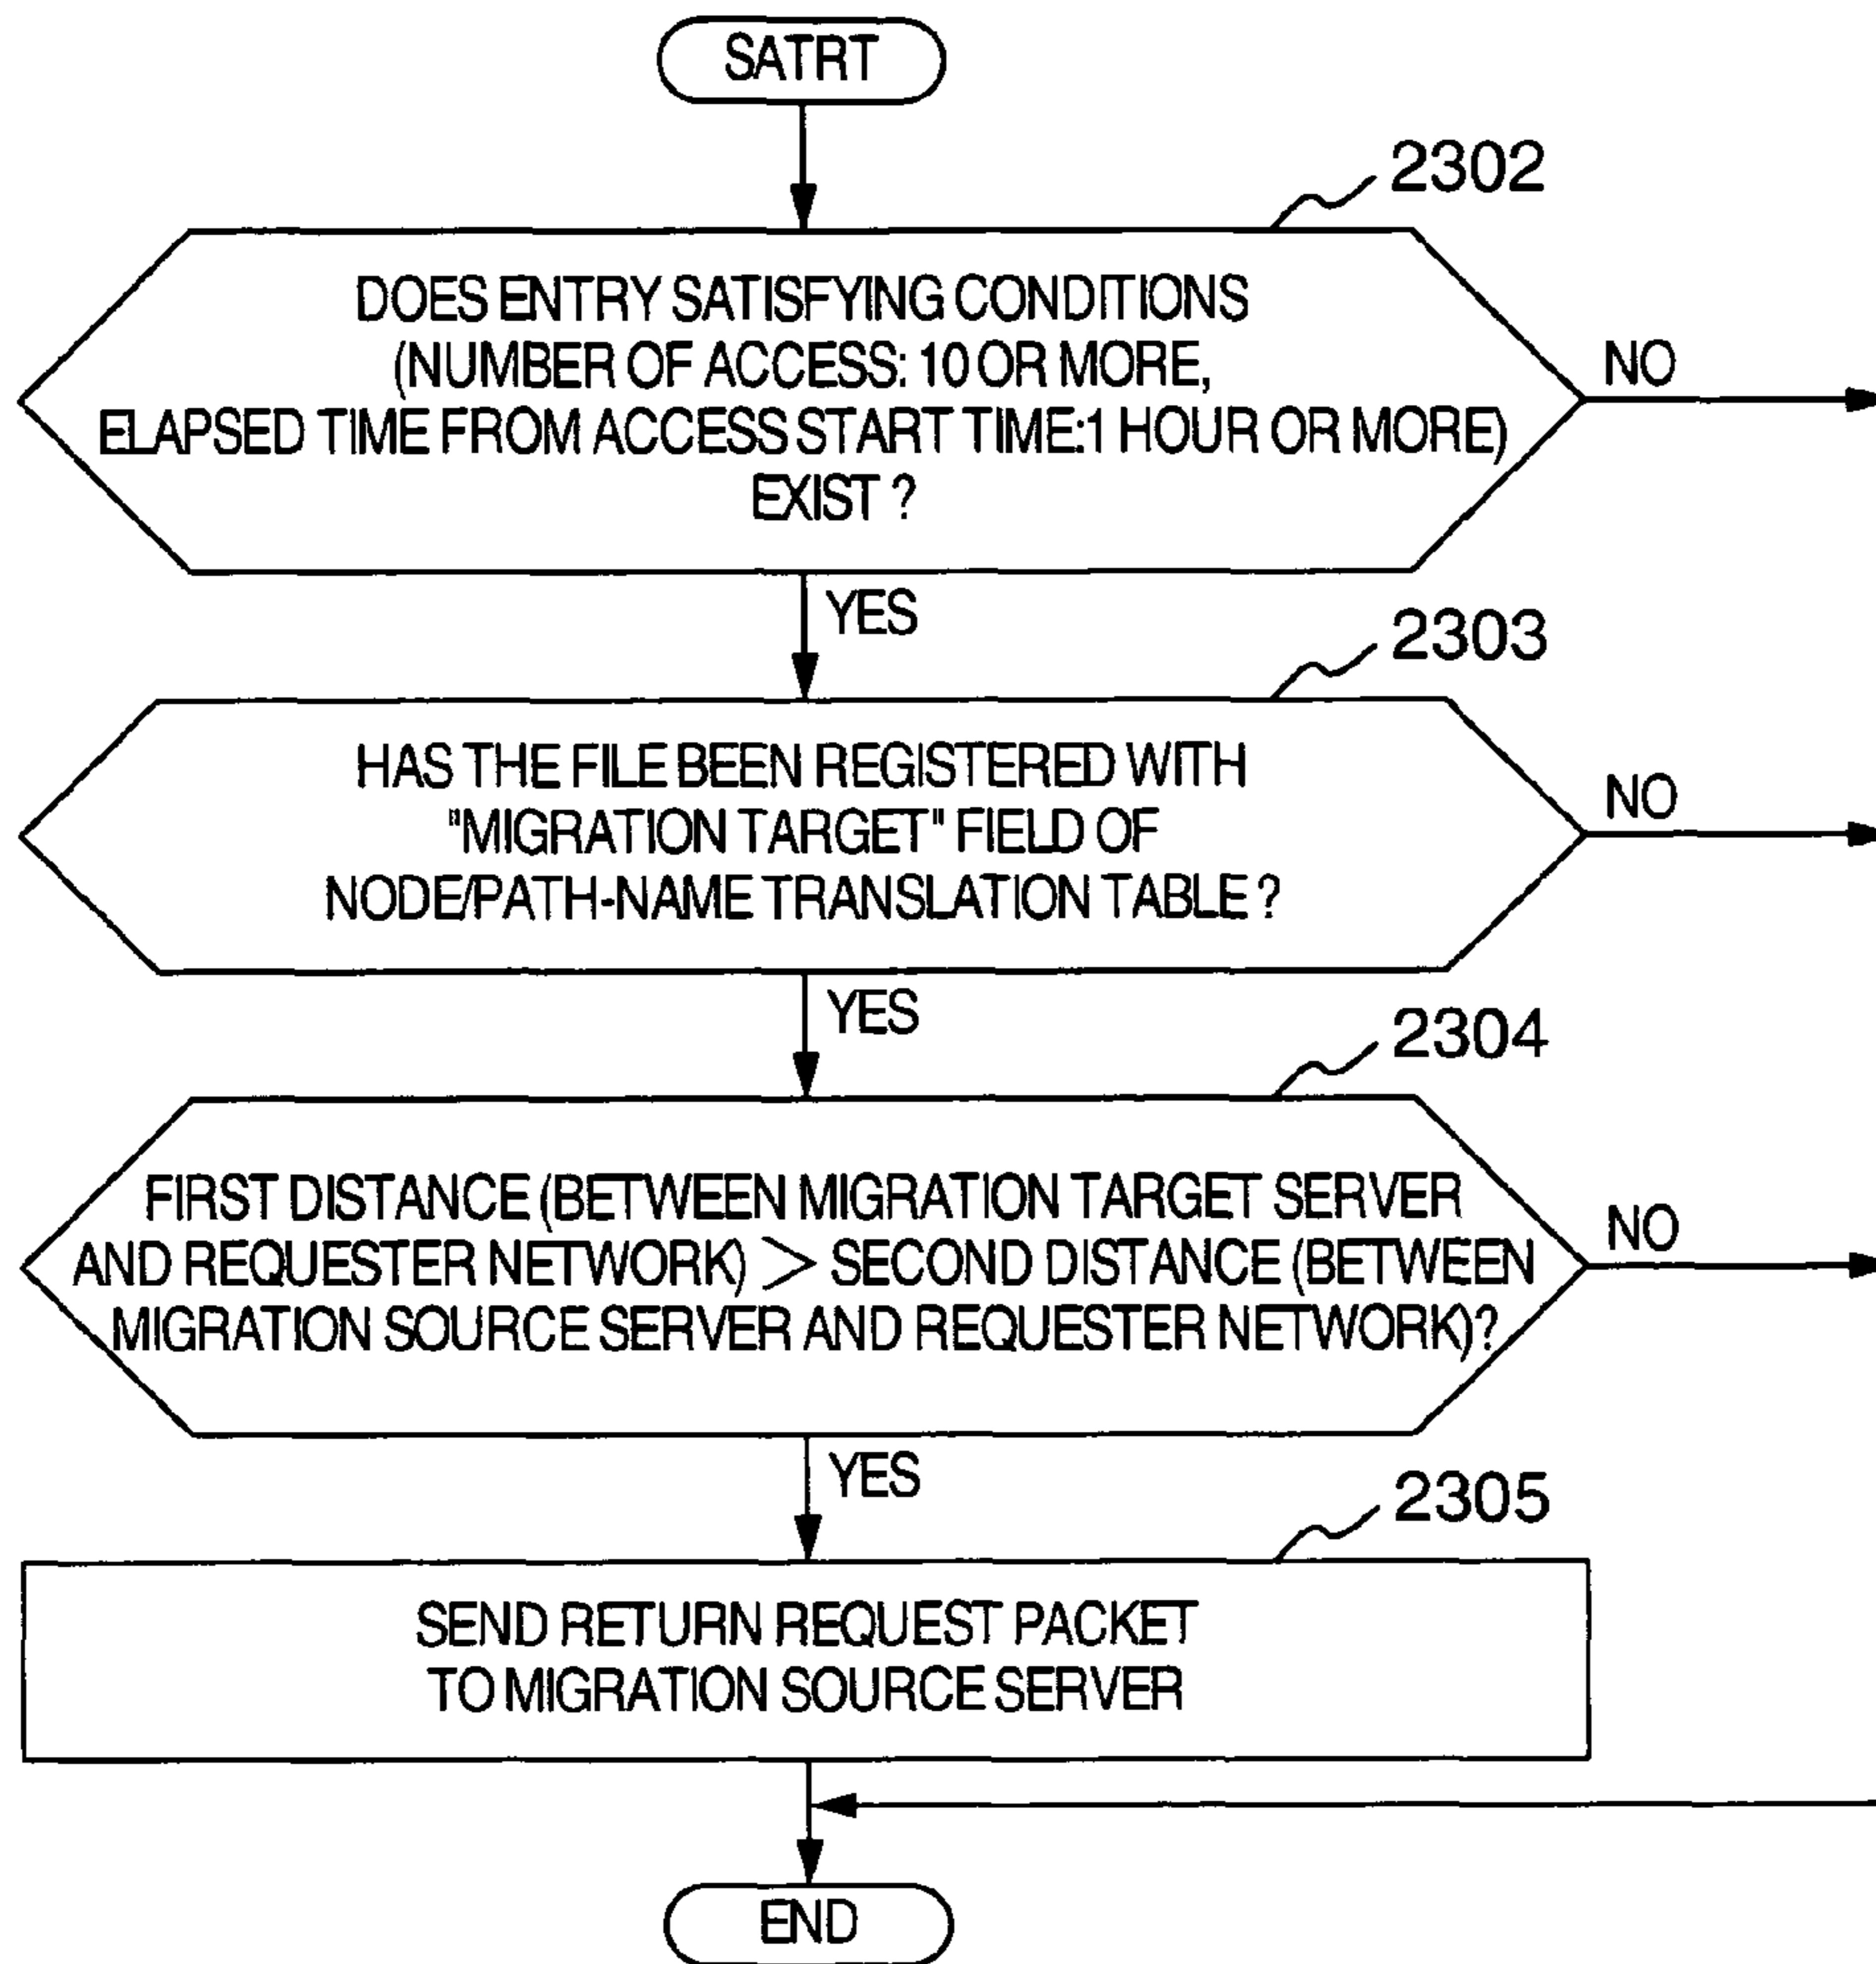 SATRT
2302
DOES ENTRY SATISFYING CONDITIONS
(NUMBER OF ACCESS: 10 OR MORE,
ELAPSED TIME FROM ACCESS START TIME:1 HOUR OR MORE)
EXIST ?
NO
YES
2303
HAS THE FILE BEEN REGISTERED WITH
"MIGRATION TARGET" FIELD OF
NODE/PATH-NAME TRANSLATION TABLE ?
NO
YES
2304
FIRST DISTANCE (BETWEEN MIGRATION TARGET SERVER
AND REQUESTER NETWORK) > SECOND DISTANCE (BETWEEN
MIGRATION SOURCE SERVER AND REQUESTER NETWORK)?
NO
YES
2305
SEND RETURN REQUEST PACKET
TO MIGRATION SOURCE SERVER
END